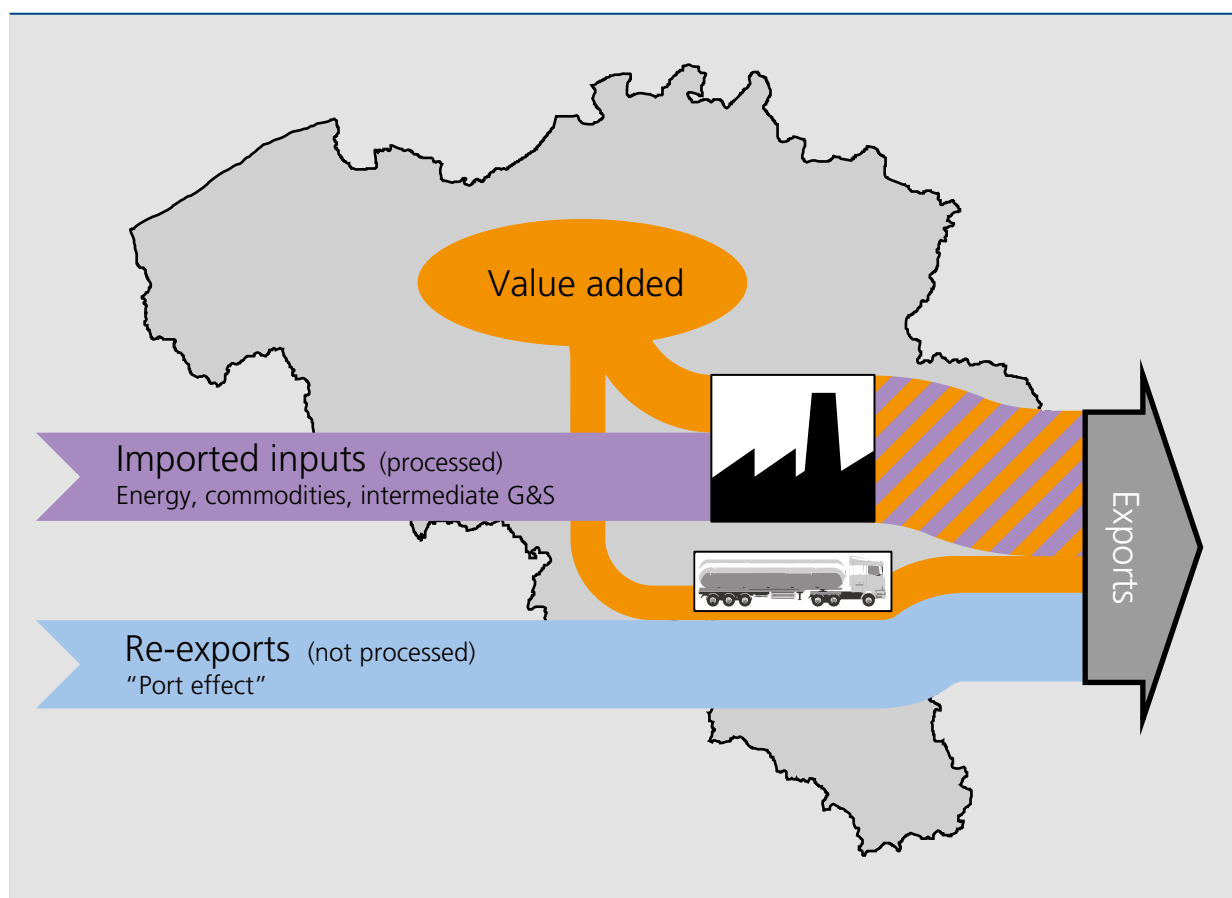 Value added
Imported inputs (processed)
Energy, commodities, intermediate G&S
Exports
Re-exports (not processed)
“Port effect”